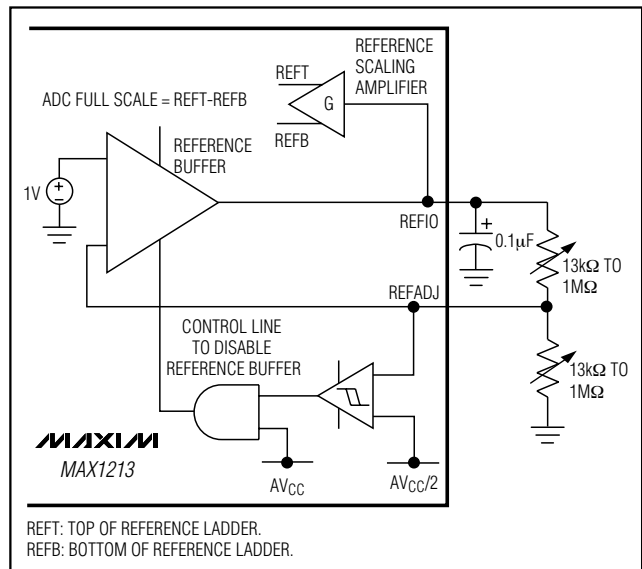 REFERENCE
SCALING
AMPLIFIER
REFT
G
REFB
ADC FULL SCALE = REFT-REFB
REFERENCE
BUFFER
1V
REFIO
+
0.1μF
13kΩ TO
1MΩ
REFADJ
13kΩ TO
1MΩ
CONTROL LINE
TO DISABLE
REFERENCE BUFFER
MAXIM
MAX1213
AVCC
AVCC/2
REFT: TOP OF REFERENCE LADDER.
REFB: BOTTOM OF REFERENCE LADDER.